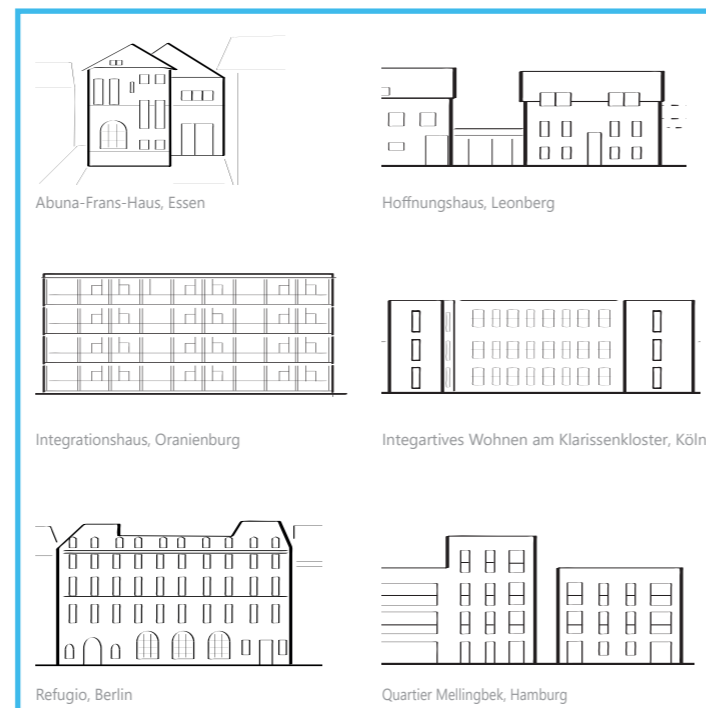 Abuna-Frans-Haus, Essen
Hoffnungshaus, Leonberg
Integrationshaus, Oranienburg
Integartives Wohnen am Klarissenkloster, Köln
Refugio, Berlin
Quartier Mellingbek, Hamburg